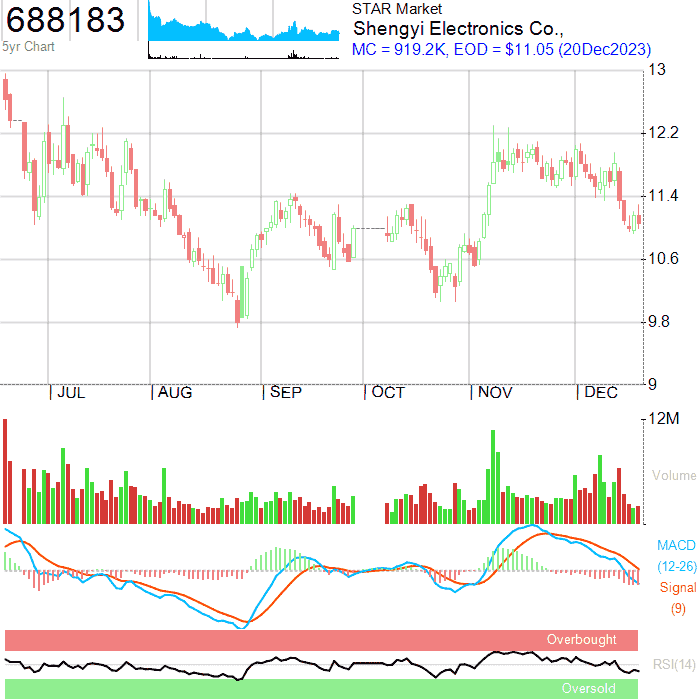 688183
5yr Chart
STAR Market
Shengyi Electronics Co.,
MC = 919.2K, EOD = $11.05 (20Dec2023)
13
12.2
11.4
10.6
9.8
9
JUL AUG SEP OCT NOV DEC
12M
Volume
MACD
(12-26)
Signal
(9)
Overbought
RSI(14)
Oversold